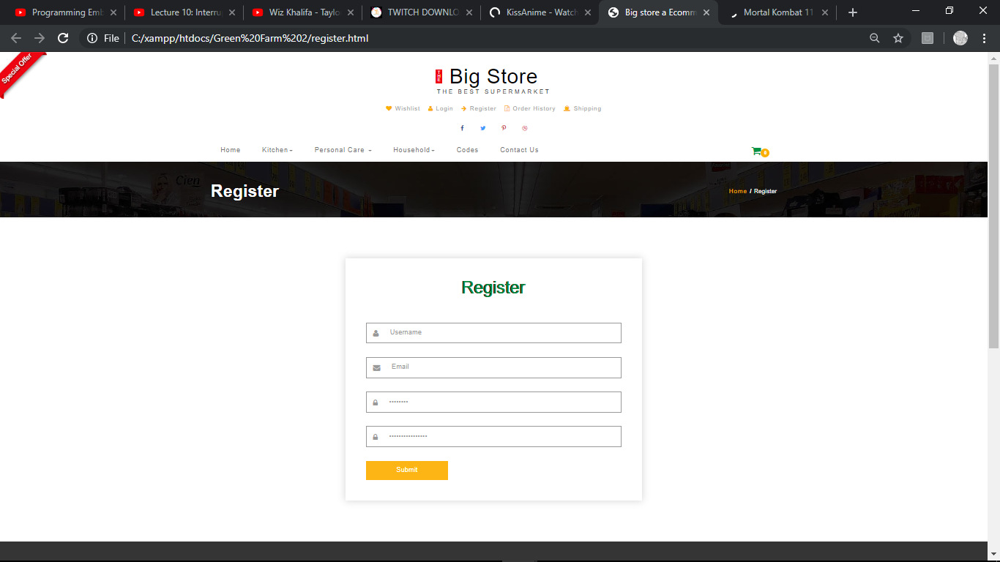 Programming Emb
Lecture 10: Interru
Wiz Khalifa - Taylo
TWITCH DOWNLO
KissAnime - Watch
Big store a Ecomm
Mortal Kombat 11
File
C:/xampp/htdocs/Green%20Farm%202/register.html
Special Offer
THE Big Store
THE BEST SUPERMARKET
Wishlist Login Register Order History Shipping
Home Kitchen Personal Care Household Codes Contact Us 0
Cien
Register
Home / Register
Register
Username
Email
••••••••
••••••••••••••••
Submit